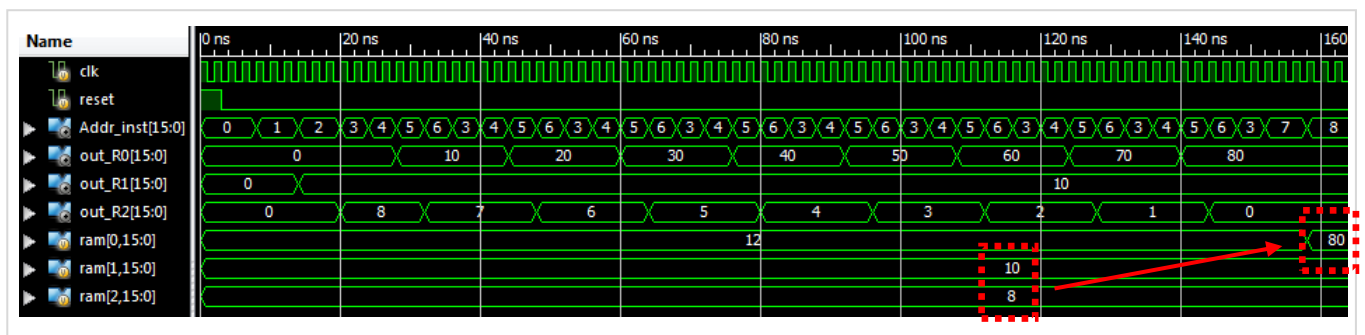 Name 0 ns 20 ns 40 ns 60 ns 80 ns 100 ns 120 ns 140 ns 160
clk
reset
Addr_inst[15:0] 0 1 2 3 4 5 6 3 4 5 6 3 4 5 6 3 4 5 6 3 4 5 6 3 4 5 6 3 4 5 6 3 4 5 6 3 7 8
out_R0[15:0] 0 10 20 30 40 50 60 70 80
out_R1[15:0] 0 10
out_R2[15:0] 0 8 7 6 5 4 3 2 1 0
ram[0,15:0] 12 80
ram[1,15:0] 10
ram[2,15:0] 8